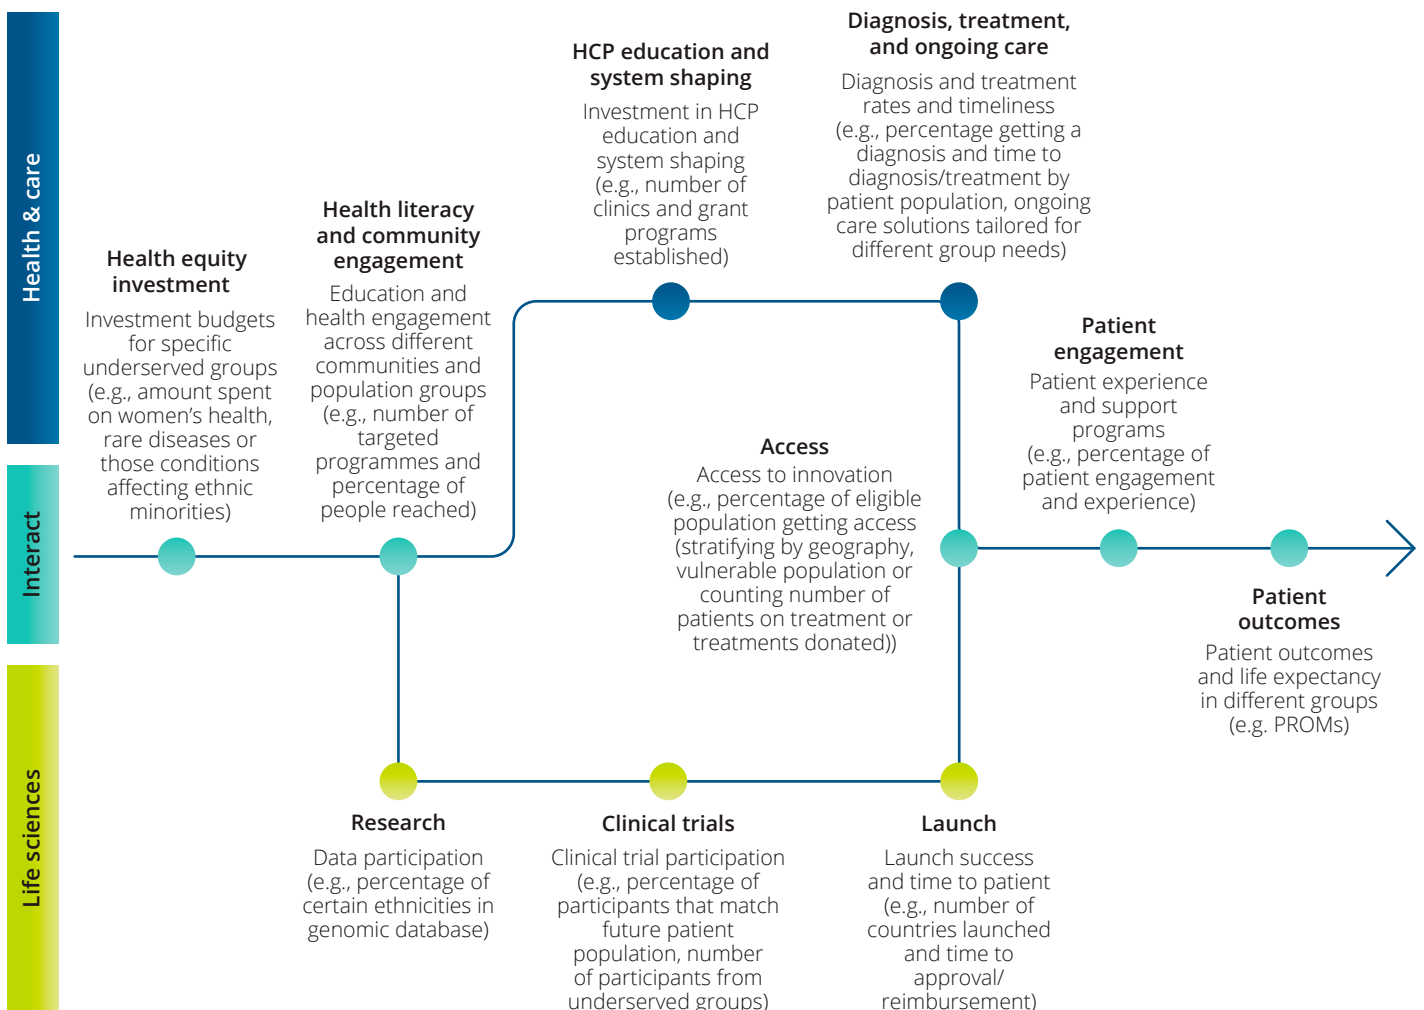 Health & care
Interact
Life sciences
Health equity
investment
Investment budgets
for specific
underserved groups
(e.g., amount spent
on women’s health,
rare diseases or
those conditions
affecting ethnic
minorities)
Health literacy
and community
engagement
Education and
health engagement
across different
communities and
population groups
(e.g., number of
targeted
programmes and
percentage of
people reached)
HCP education and
system shaping
Investment in HCP
education and
system shaping
(e.g., number of
clinics and grant
programs
established)
Diagnosis, treatment,
and ongoing care
Diagnosis and treatment
rates and timeliness
(e.g., percentage getting a
diagnosis and time to
diagnosis/treatment by
patient population, ongoing
care solutions tailored for
different group needs)
Access
Access to innovation
(e.g., percentage of eligible
population getting access
(stratifying by geography,
vulnerable population or
counting number of
patients on treatment or
treatments donated))
Patient
engagement
Patient experience
and support
programs
(e.g., percentage of
patient engagement
and experience)
Patient
outcomes
Patient outcomes
and life expectancy
in different groups
(e.g. PROMs)
Research
Data participation
(e.g., percentage of
certain ethnicities in
genomic database)
Clinical trials
Clinical trial participation
(e.g., percentage of
participants that match
future patient
population, number
of participants from
underserved groups)
Launch
Launch success
and time to patient
(e.g., number of
countries launched
and time to
approval/
reimbursement)